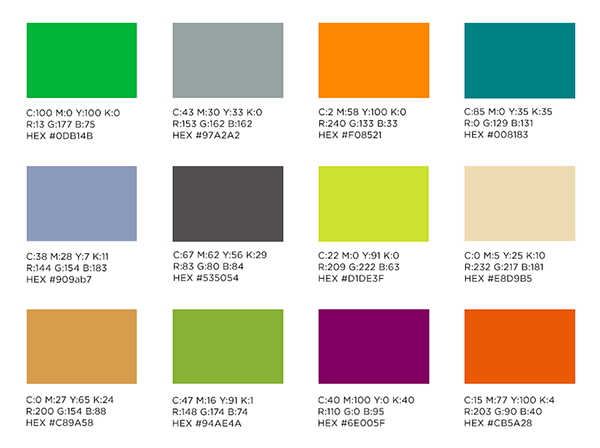 C:100 M:0 Y:100 K:0
R:13 G:177 B:75
HEX #0DB14B
C:43 M:30 Y:33 K:0
R:153 G:162 B:162
HEX #97A2A2
C:2 M:58 Y:100 K:0
R:240 G:133 B:33
HEX #F08521
C:85 M:0 Y:35 K:35
R:0 G:129 B:131
HEX #008183
C:38 M:28 Y:7 K:11
R:144 G:154 B:183
HEX #909ab7
C:67 M:62 Y:56 K:29
R:83 G:80 B:84
HEX #535054
C:22 M:0 Y:91 K:0
R:209 G:222 B:63
HEX #D1DE3F
C:0 M:5 Y:25 K:10
R:232 G:217 B:181
HEX #E8D9B5
C:0 M:27 Y:65 K:24
R:200 G:154 B:88
HEX #C89A58
C:47 M:16 Y:91 K:1
R:148 G:174 B:74
HEX #94AE4A
C:40 M:100 Y:0 K:40
R:110 G:0 B:95
HEX #6E005F
C:15 M:77 Y:100 K:4
R:203 G:90 B:40
HEX #CB5A28